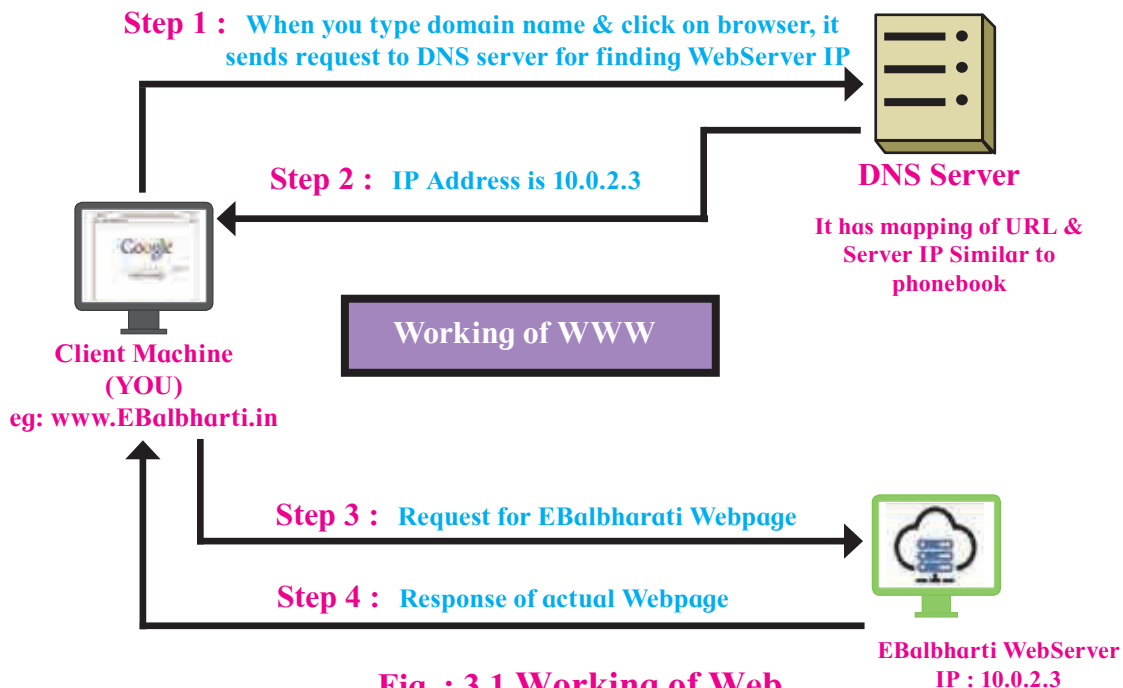 Step 1 : When you type domain name & click on browser, it
sends request to DNS server for finding WebServer IP
Step 2 : IP Address is 10.0.2.3
DNS Server
It has mapping of URL &
Server IP Similar to
phonebook
Google
Working of WWW
Client Machine
(YOU)
eg: www.EBalbharti.in
Step 3 : Request for EBalbharati Webpage
Step 4 : Response of actual Webpage
EBalbharti WebServer
IP : 10.0.2.3
Fig. : 3.1 Working of Web